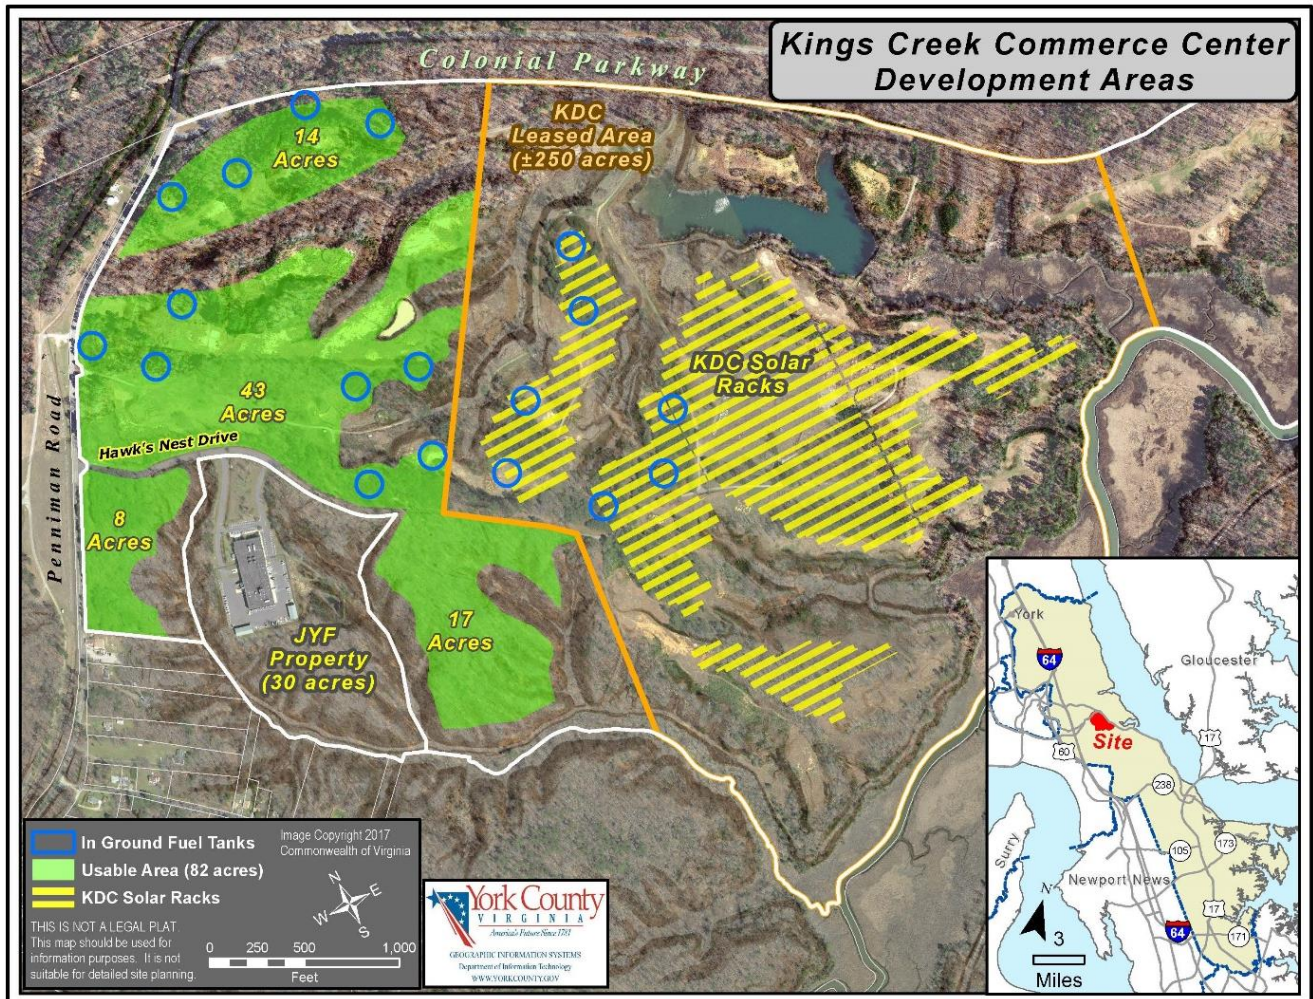 Kings Creek Commerce Center
Development Areas
Colonial Parkway
KDC
Leased Area
(±250 acres)
14
Acres
KDC Solar
Racks
43
Acres
Hawk's Nest Drive
Penniman Road
8
Acres
JYF
Property
(30 acres)
17
Acres
In Ground Fuel Tanks
Usable Area (82 acres)
KDC Solar Racks
Image Copyright 2017
Commonwealth of Virginia
THIS IS NOT A LEGAL PLAT.
This map should be used for
information purposes. It is not
suitable for detailed site planning.
N
E
W
S
0 250 500 1,000
Feet
York County
VIRGINIA
America's Future Since 1781
GEOGRAPHIC INFORMATION SYSTEMS
Department of Information Technology
WWW.YORKCOUNTY.GOV
York
64
Gloucester
Site
17
60
238
Surry
105
173
Newport News
17
64
171
N
3
Miles